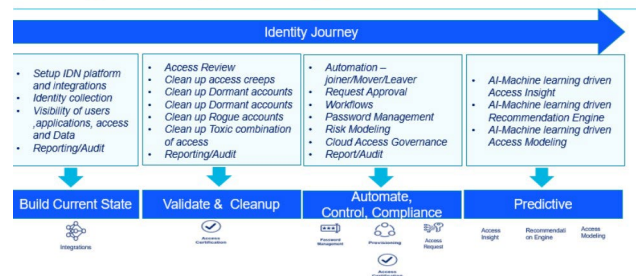 Identity Journey
• Setup IDN platform
and integrations
• Identity collection
• Visibility of users
,applications, access
and Data
• Reporting/Audit
• Access Review
• Clean up access creeps
• Clean up Dormant accounts
• Clean up Dormant accounts
• Clean up Rogue accounts
• Clean up Toxic combination
of access
• Reporting/Audit
• Automation –
joiner/Mover/Leaver
• Request Approval
• Workflows
• Password Management
• Risk Modeling
• Cloud Access Governance
• Report/Audit
• AI-Machine learning driven
Access Insight
• AI-Machine learning driven
Recommendation Engine
• AI-Machine learning driven
Access Modeling
Build Current State
Validate & Cleanup
Automate,
Control, Compliance
Predictive
Integrations
Access
Certification
Password
Management
Provisioning
Access
Request
Access
Certification
Access
Insight
Recommendati
on Engine
Access
Modeling